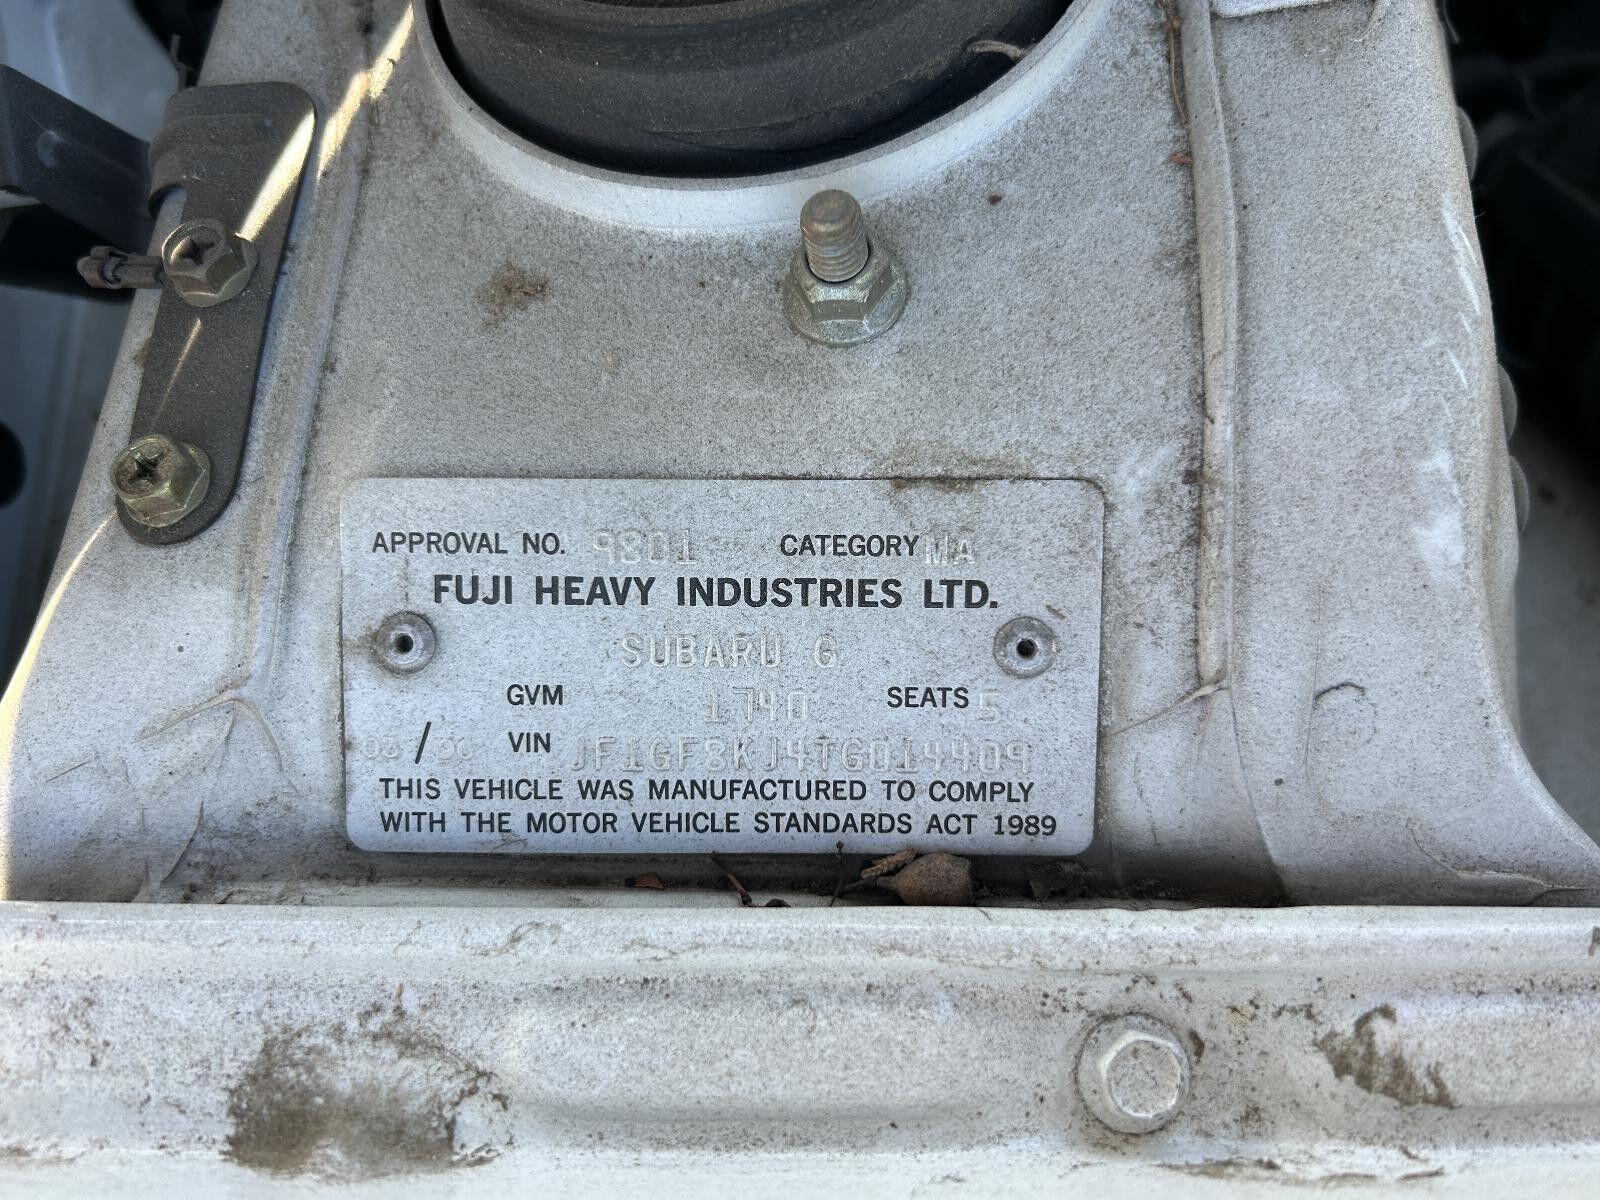 APPROVAL NO. 9801 CATEGORY MA
FUJI HEAVY INDUSTRIES LTD.
SUBARU G
GVM 1740 SEATS 5
/ VIN JF1GF8KJ4TG014409
THIS VEHICLE WAS MANUFACTURED TO COMPLY
WITH THE MOTOR VEHICLE STANDARDS ACT 1989